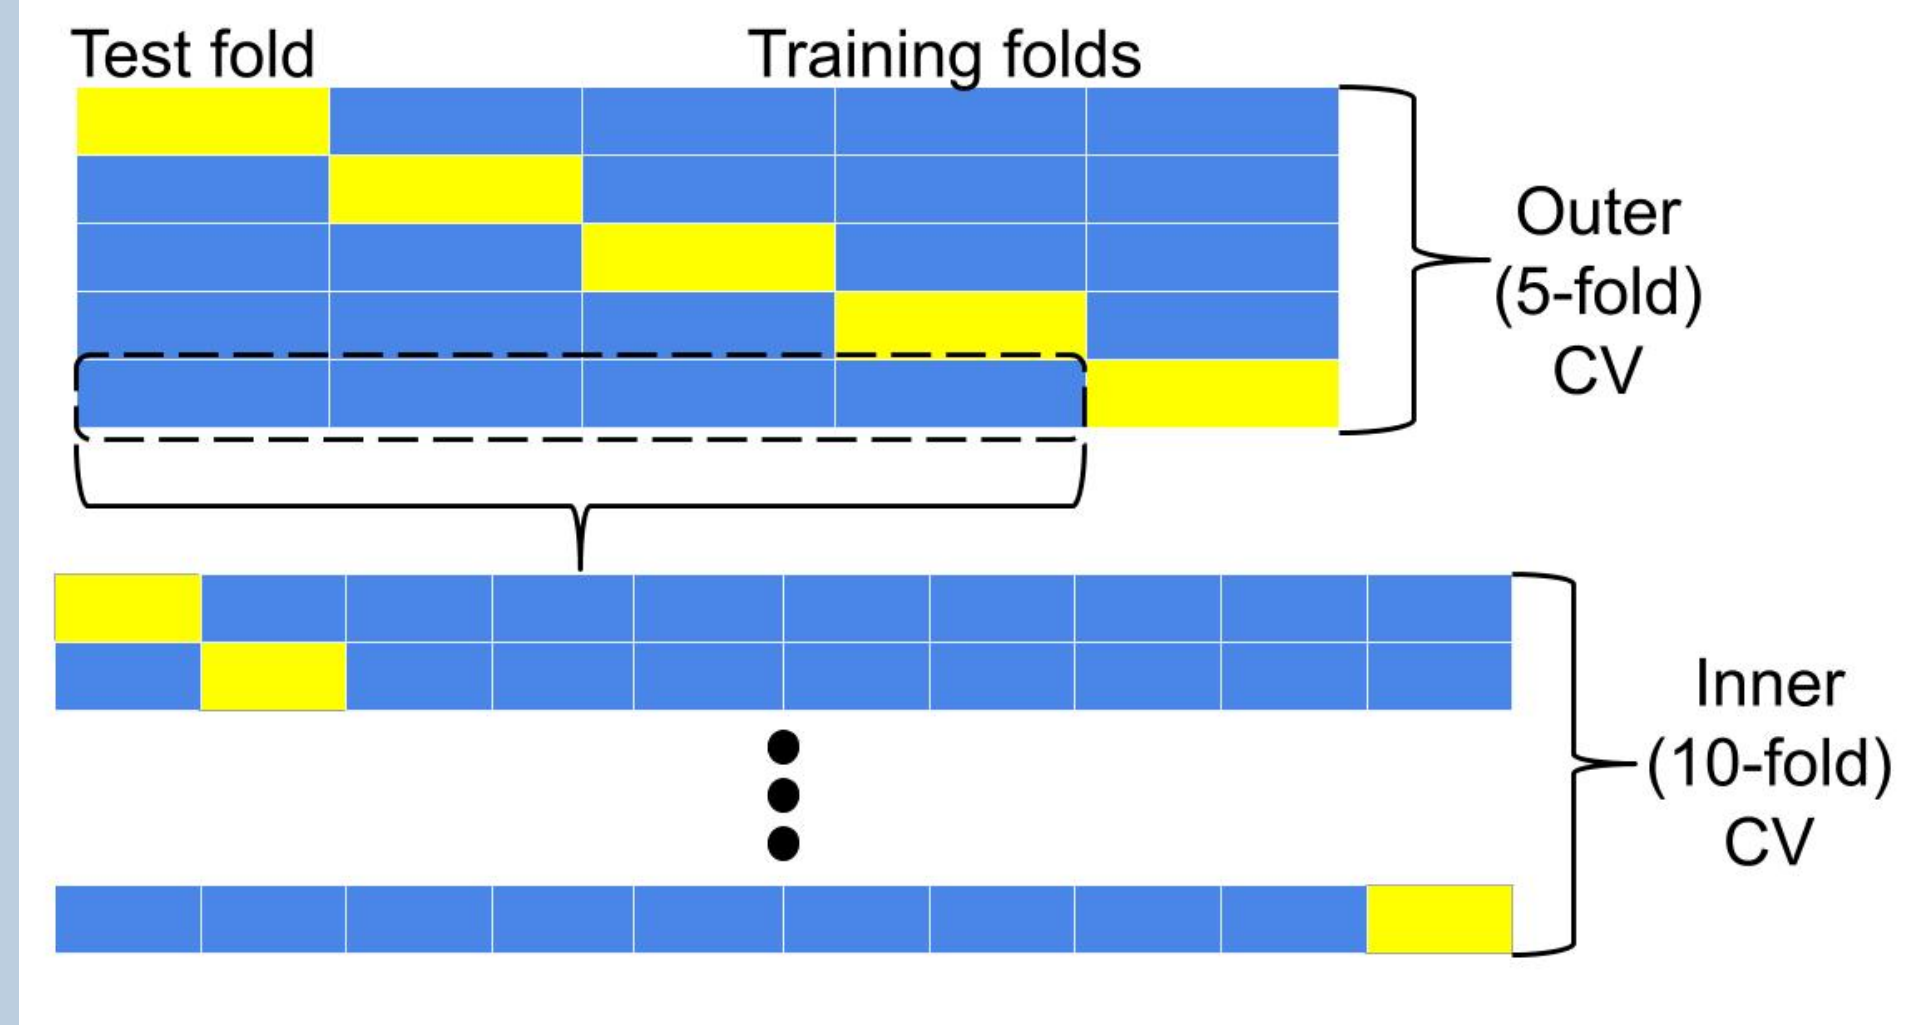 Test fold
Training folds
Outer
(5-fold)
CV
Inner
(10-fold)
CV